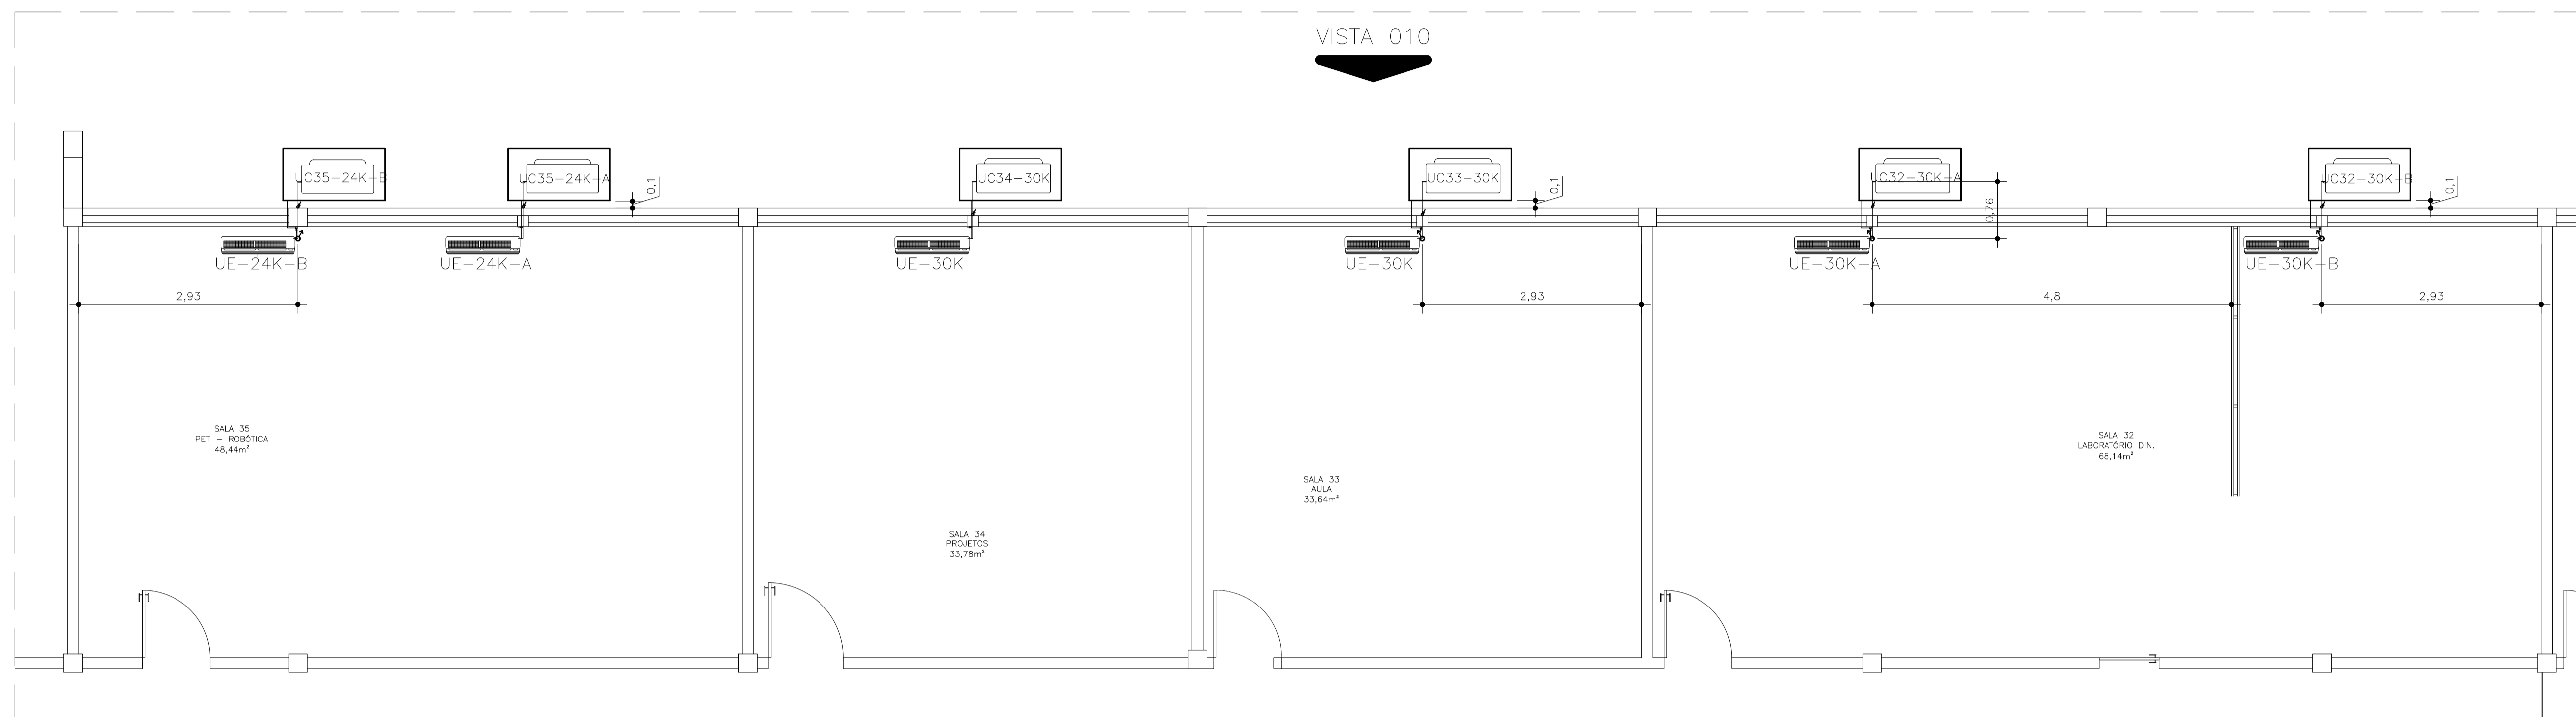 VISTA 010
UC35-24K-B
UC35-24K-A
0,1
UC34-30K
UC33-30K
0,1
UC32-30K-A
0,76
UC32-30K-B
0,1
UE-24K-B
UE-24K-A
UE-30K
UE-30K
UE-30K-A
UE-30K-B
2,93
2,93
4,8
2,93
SALA 35
PET - ROBÓTICA
48,44m²
SALA 34
PROJETOS
33,78m²
SALA 33
AULA
33,64m²
SALA 32
LABORATÓRIO DIN.
68,14m²